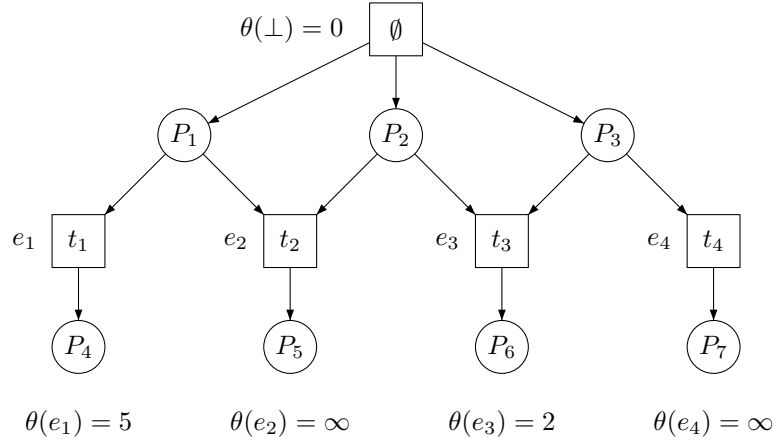 θ(⊥) = 0 ∅
P₁ P₂ P₃
e₁ t₁ e₂ t₂ e₃ t₃ e₄ t₄
P₄ P₅ P₆ P₇
θ(e₁) = 5 θ(e₂) = ∞ θ(e₃) = 2 θ(e₄) = ∞